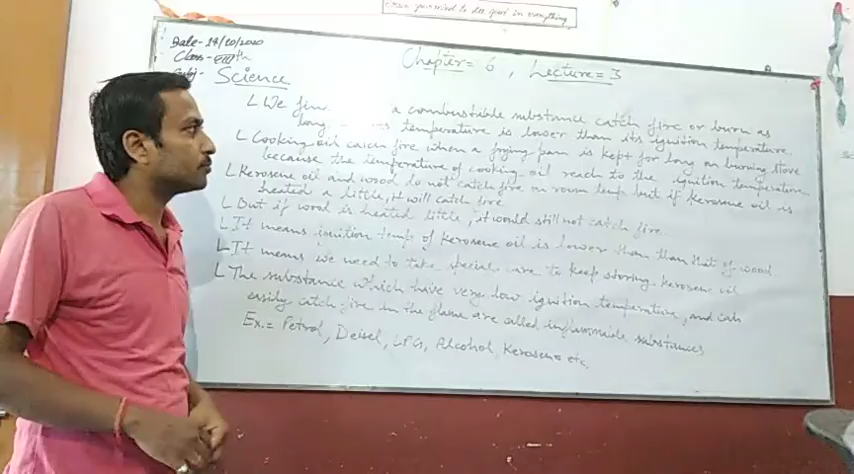 your mind to see good in everything
Date- 14/10/2020
Class- th
Subj- Science
Chapter= 6, Lecture= 3
We fin a combustible substance catch fire or burn as
long its temperature is lower than its ignition temperature
Cooking oil catch fire when a frying pan is kept for long on burning stove
because the temperature of cooking oil reach to the ignition temperature
Kerosene oil and wood do not catch fire on room temp but if kerosene oil is
heated a little, it will catch fire
But if wood is heated little, it would still not catch fire
It means ignition temp of kerosene oil is lower than than that of wood
It means we need to take special care to keep storing kerosene oil
The substance which have very low ignition temperature, and can
easily catch fire in the flame are called inflammable substances
Ex.= Petrol, Deisel, LPG, Alcohol, Kerosene etc,